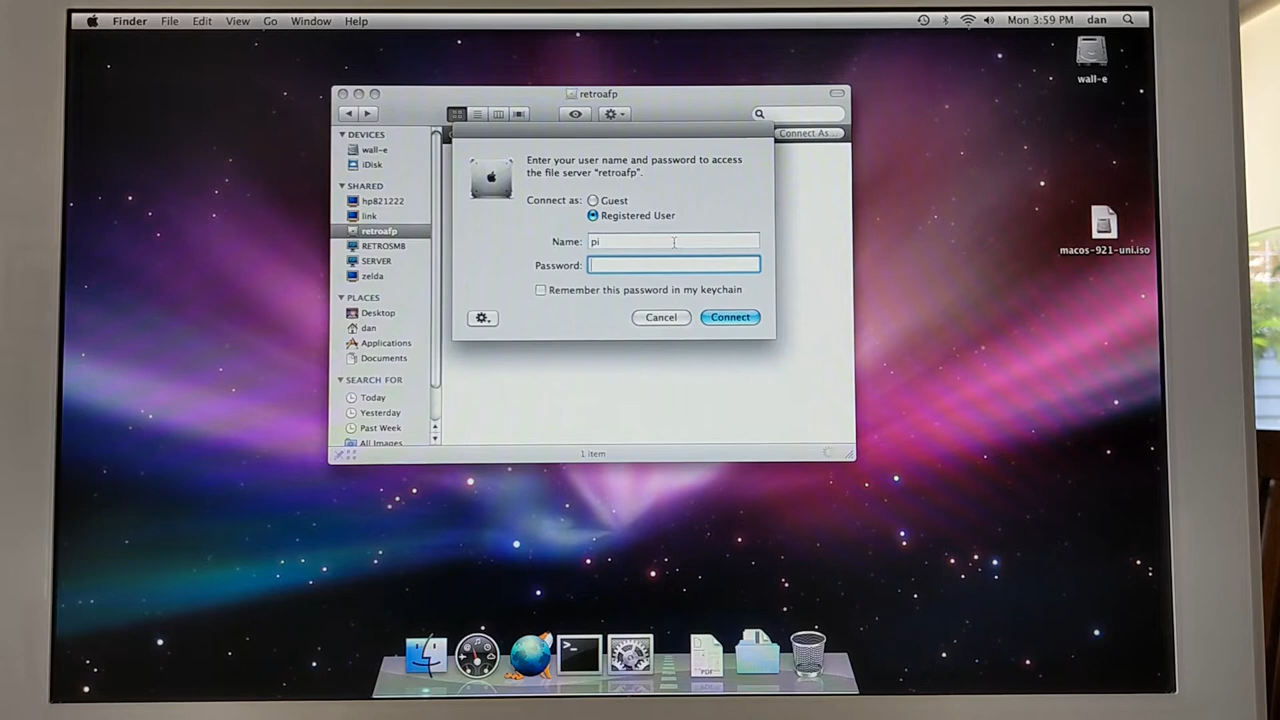 Finder File Edit View Go Window Help
Mon 3:59 PM dan
wall-e
macos-921-uni.iso
retroafp
Connect As...
DEVICES
wall-e
iDisk
SHARED
hp821222
link
retroafp
RETROSMB
SERVER
zelda
PLACES
Desktop
dan
Applications
Documents
SEARCH FOR
Today
Yesterday
Past Week
All Images
Enter your user name and password to access
the file server “retroafp”.
Connect as: Guest
Registered User
Name: pi
Password:
Remember this password in my keychain
Cancel Connect
1 item
>_
PDF